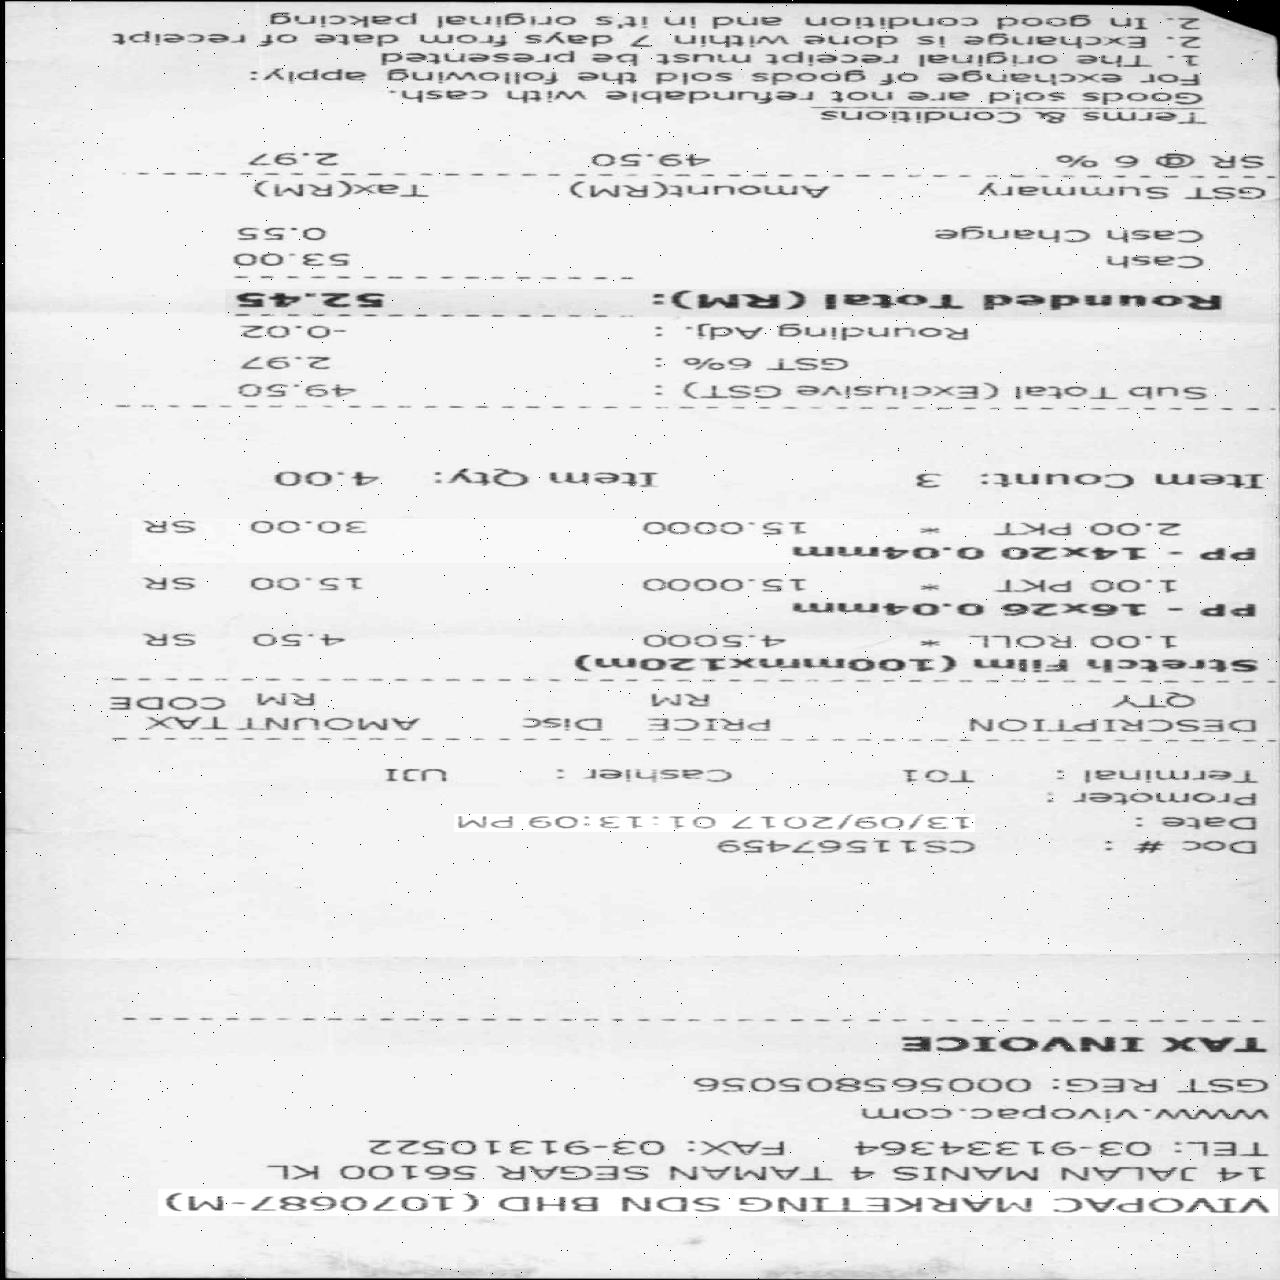 VIVOPAC MARKETING SDN BHD (1070687-M)
14 JALAN MANIS 4 TAMAN SEGAR 56100 KL
TEL: 03-91334364 FAX: 03-91310522
www.vivopac.com
GST REG: 000565805056
TAX INVOICE
Doc # : CS11567459
Date : 13/09/2017 01:13:09 PM
Promoter :
Terminal : T01 Cashier : UJI
DESCRIPTION PRICE Disc AMOUNT TAX
QTY RM RM CODE
Stretch Film (100mmx120m)
1.00 ROLL * 4.5000 4.50 SR
PP - 16x26 0.04mm
1.00 PKT * 15.0000 15.00 SR
PP - 14x20 0.04mm
2.00 PKT * 15.0000 30.00 SR
Item Count: 3 Item Qty: 4.00
Sub Total (Exclusive GST) : 49.50
GST 6% : 2.97
Rounding Adj. : -0.02
Rounded Total (RM): 52.45
Cash 53.00
Cash Change 0.55
GST Summary Amount(RM) Tax(RM)
SR @ 6 % 49.50 2.97
Terms & Conditions
Goods sold are not refundable with cash.
For exchange of goods sold the following apply:
1. The original receipt must be presented
2. Exchange is done within 7 days from date of receipt
2. In good condition and in it's original pakcing